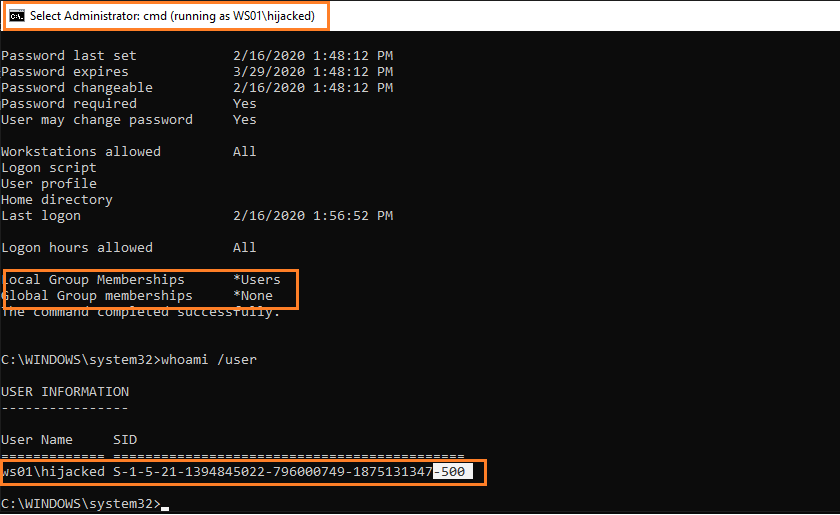 Select Administrator: cmd (running as WS01\hijacked)
Password last set 2/16/2020 1:48:12 PM
Password expires 3/29/2020 1:48:12 PM
Password changeable 2/16/2020 1:48:12 PM
Password required Yes
User may change password Yes
Workstations allowed All
Logon script
User profile
Home directory
Last logon 2/16/2020 1:56:52 PM
Logon hours allowed All
Local Group Memberships *Users
Global Group memberships *None
The command completed successfully.
C:\WINDOWS\system32>whoami /user
USER INFORMATION
----------------
User Name SID
============= ============================================
ws01\hijacked S-1-5-21-1394845022-796000749-1875131347-500
C:\WINDOWS\system32>